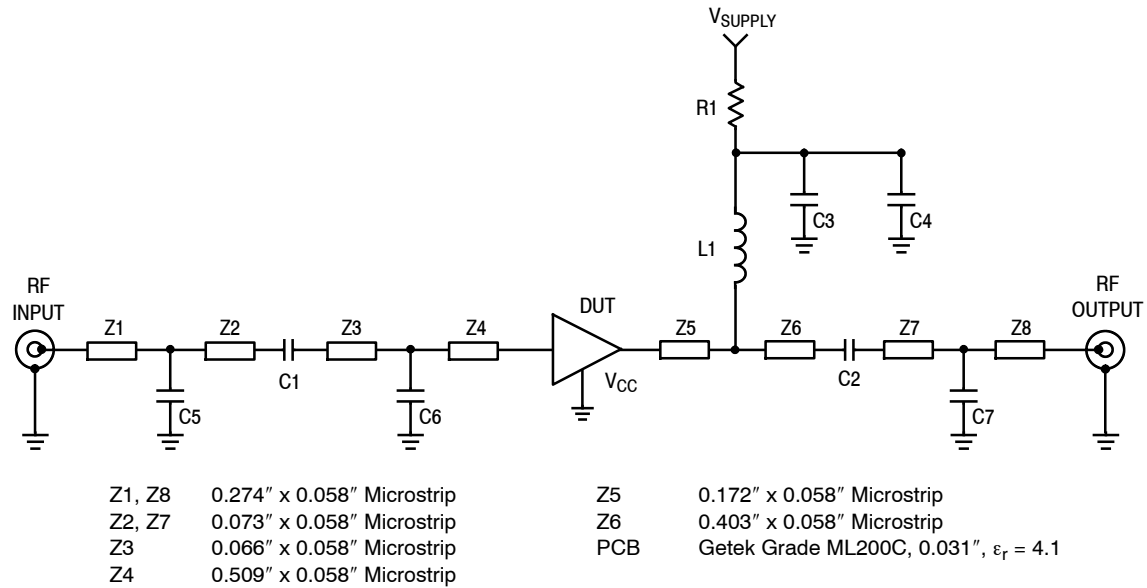 V_SUPPLY
R1
C3
C4
L1
RF
INPUT
RF
OUTPUT
DUT
Z1
Z2
Z3
Z4
Z5
Z6
Z7
Z8
C1
V_CC
C2
C5
C6
C7
Z1, Z8 0.274″ x 0.058″ Microstrip
Z2, Z7 0.073″ x 0.058″ Microstrip
Z3 0.066″ x 0.058″ Microstrip
Z4 0.509″ x 0.058″ Microstrip
Z5 0.172″ x 0.058″ Microstrip
Z6 0.403″ x 0.058″ Microstrip
PCB Getek Grade ML200C, 0.031″, ε_r = 4.1